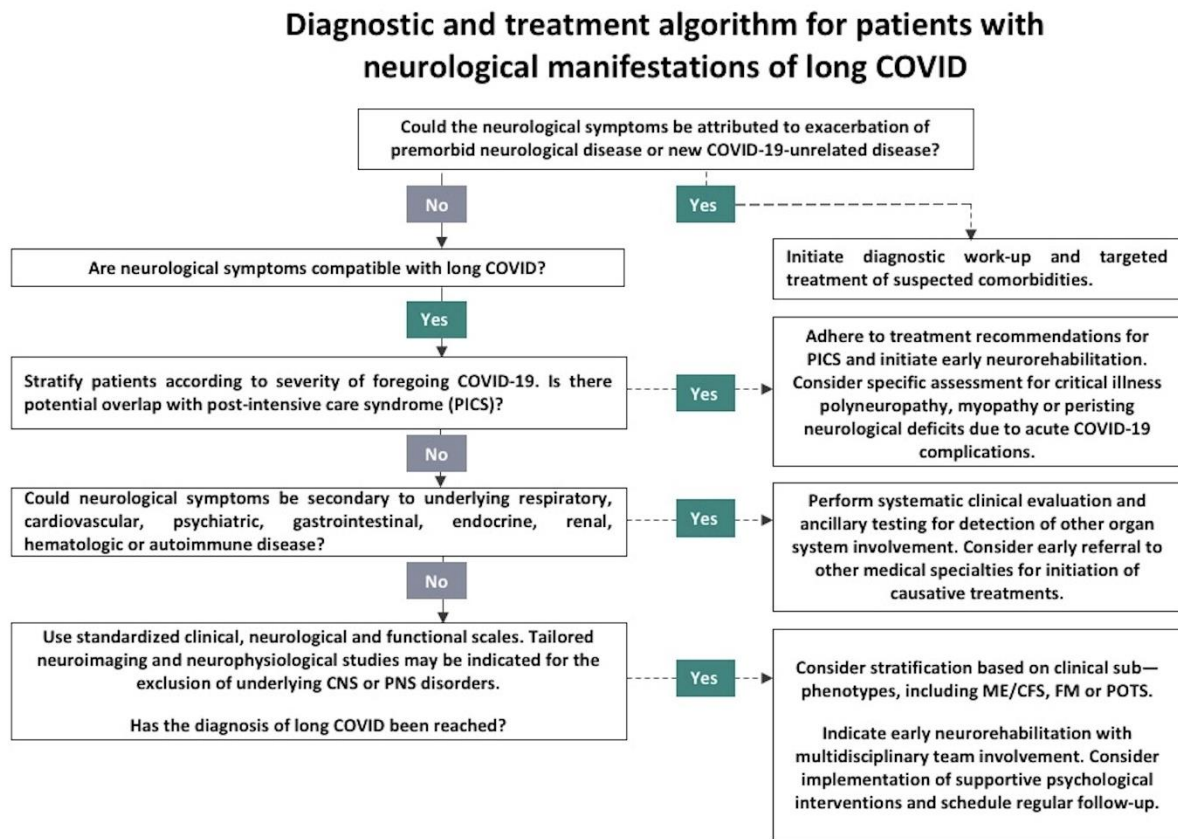 Diagnostic and treatment algorithm for patients with
neurological manifestations of long COVID
Could the neurological symptoms be attributed to exacerbation of
premorbid neurological disease or new COVID-19-unrelated disease?
No
Yes
Are neurological symptoms compatible with long COVID?
Initiate diagnostic work-up and targeted
treatment of suspected comorbidities.
Yes
Stratify patients according to severity of foregoing COVID-19. Is there
potential overlap with post-intensive care syndrome (PICS)?
Yes
Adhere to treatment recommendations for
PICS and initiate early neurorehabilitation.
Consider specific assessment for critical illness
polyneuropathy, myopathy or peristing
neurological deficits due to acute COVID-19
complications.
No
Could neurological symptoms be secondary to underlying respiratory,
cardiovascular, psychiatric, gastrointestinal, endocrine, renal,
hematologic or autoimmune disease?
Yes
Perform systematic clinical evaluation and
ancillary testing for detection of other organ
system involvement. Consider early referral to
other medical specialties for initiation of
causative treatments.
No
Use standardized clinical, neurological and functional scales. Tailored
neuroimaging and neurophysiological studies may be indicated for the
exclusion of underlying CNS or PNS disorders.
Has the diagnosis of long COVID been reached?
Yes
Consider stratification based on clinical sub—
phenotypes, including ME/CFS, FM or POTS.
Indicate early neurorehabilitation with
multidisciplinary team involvement. Consider
implementation of supportive psychological
interventions and schedule regular follow-up.